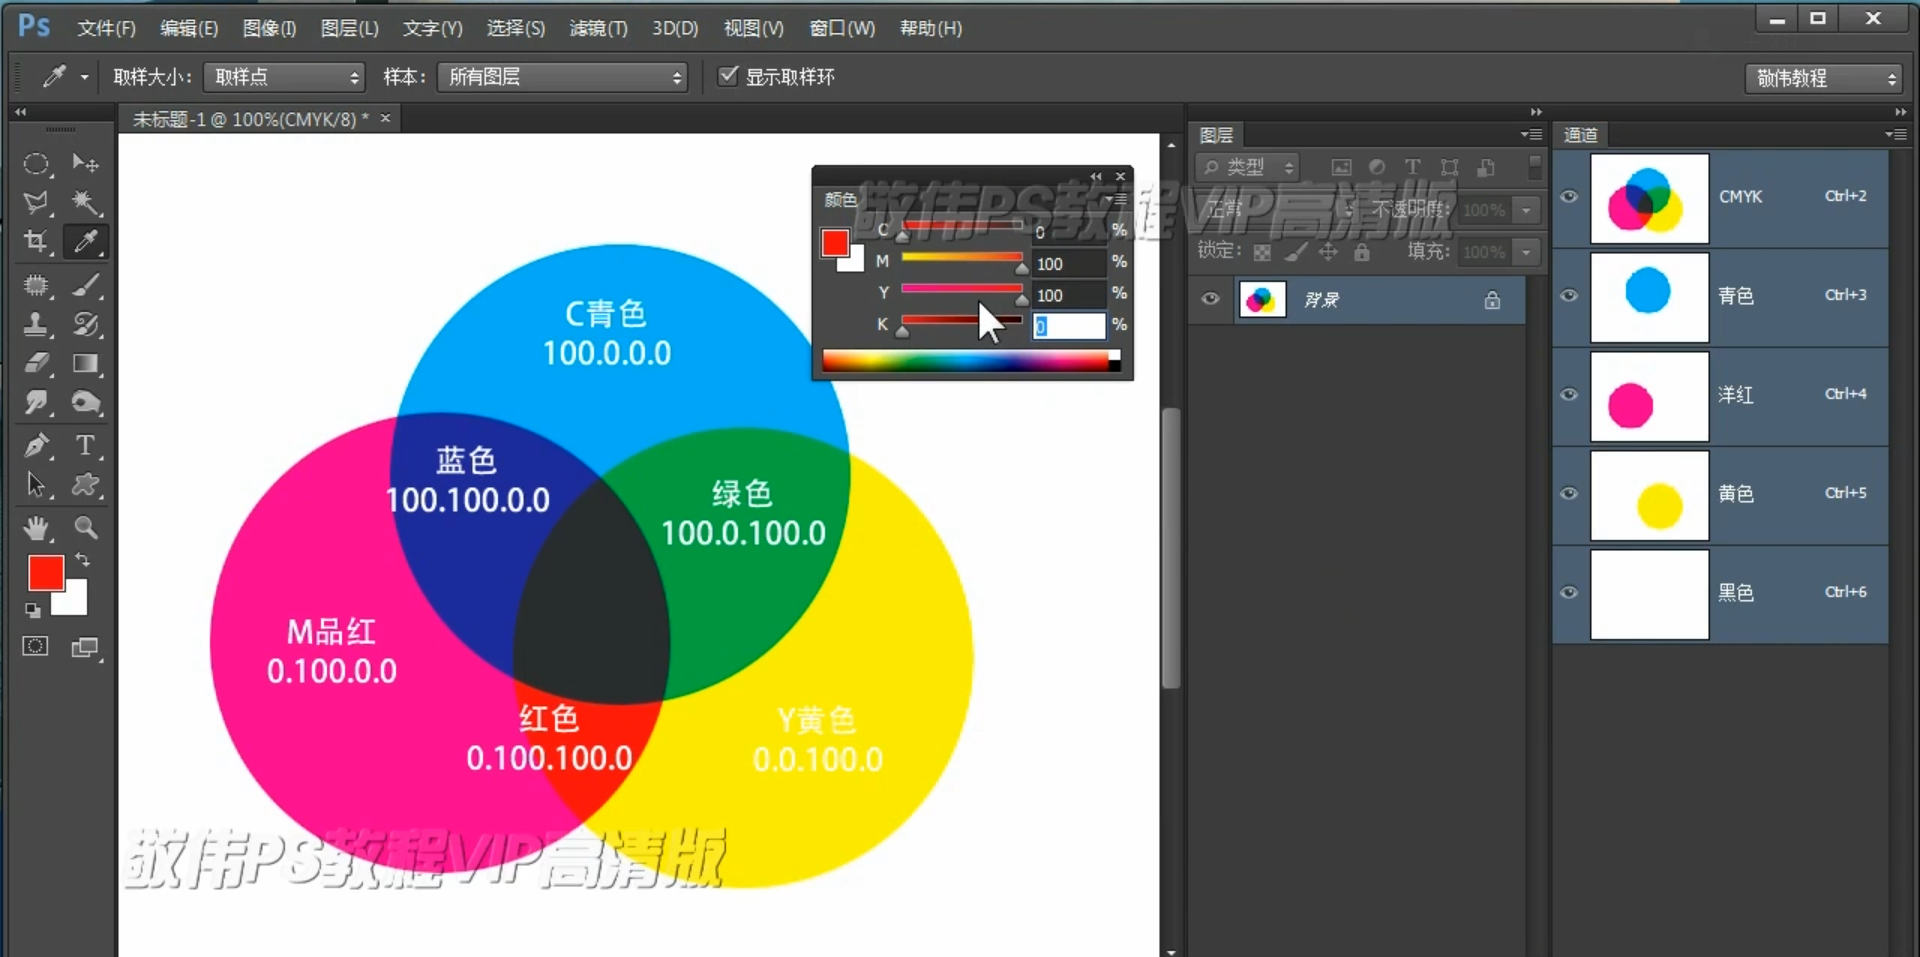 Ps 文件(F) 编辑(E) 图像(I) 图层(L) 文字(Y) 选择(S) 滤镜(T) 3D(D) 视图(V) 窗口(W) 帮助(H)
取样大小: 取样点 样本: 所有图层 显示取样环 敬伟教程
未标题-1 @ 100%(CMYK/8) * ×
颜色
C 0 %
M 100 %
Y 100 %
K 0 %
C青色
100.0.0.0
蓝色
100.100.0.0
绿色
100.0.100.0
M品红
0.100.0.0
红色
0.100.100.0
Y黄色
0.0.100.0
敬伟PS教程VIP高清版
敬伟PS教程VIP高清版
图层
类型
正常 不透明度: 100%
锁定: 填充: 100%
背景
通道
CMYK Ctrl+2
青色 Ctrl+3
洋红 Ctrl+4
黄色 Ctrl+5
黑色 Ctrl+6